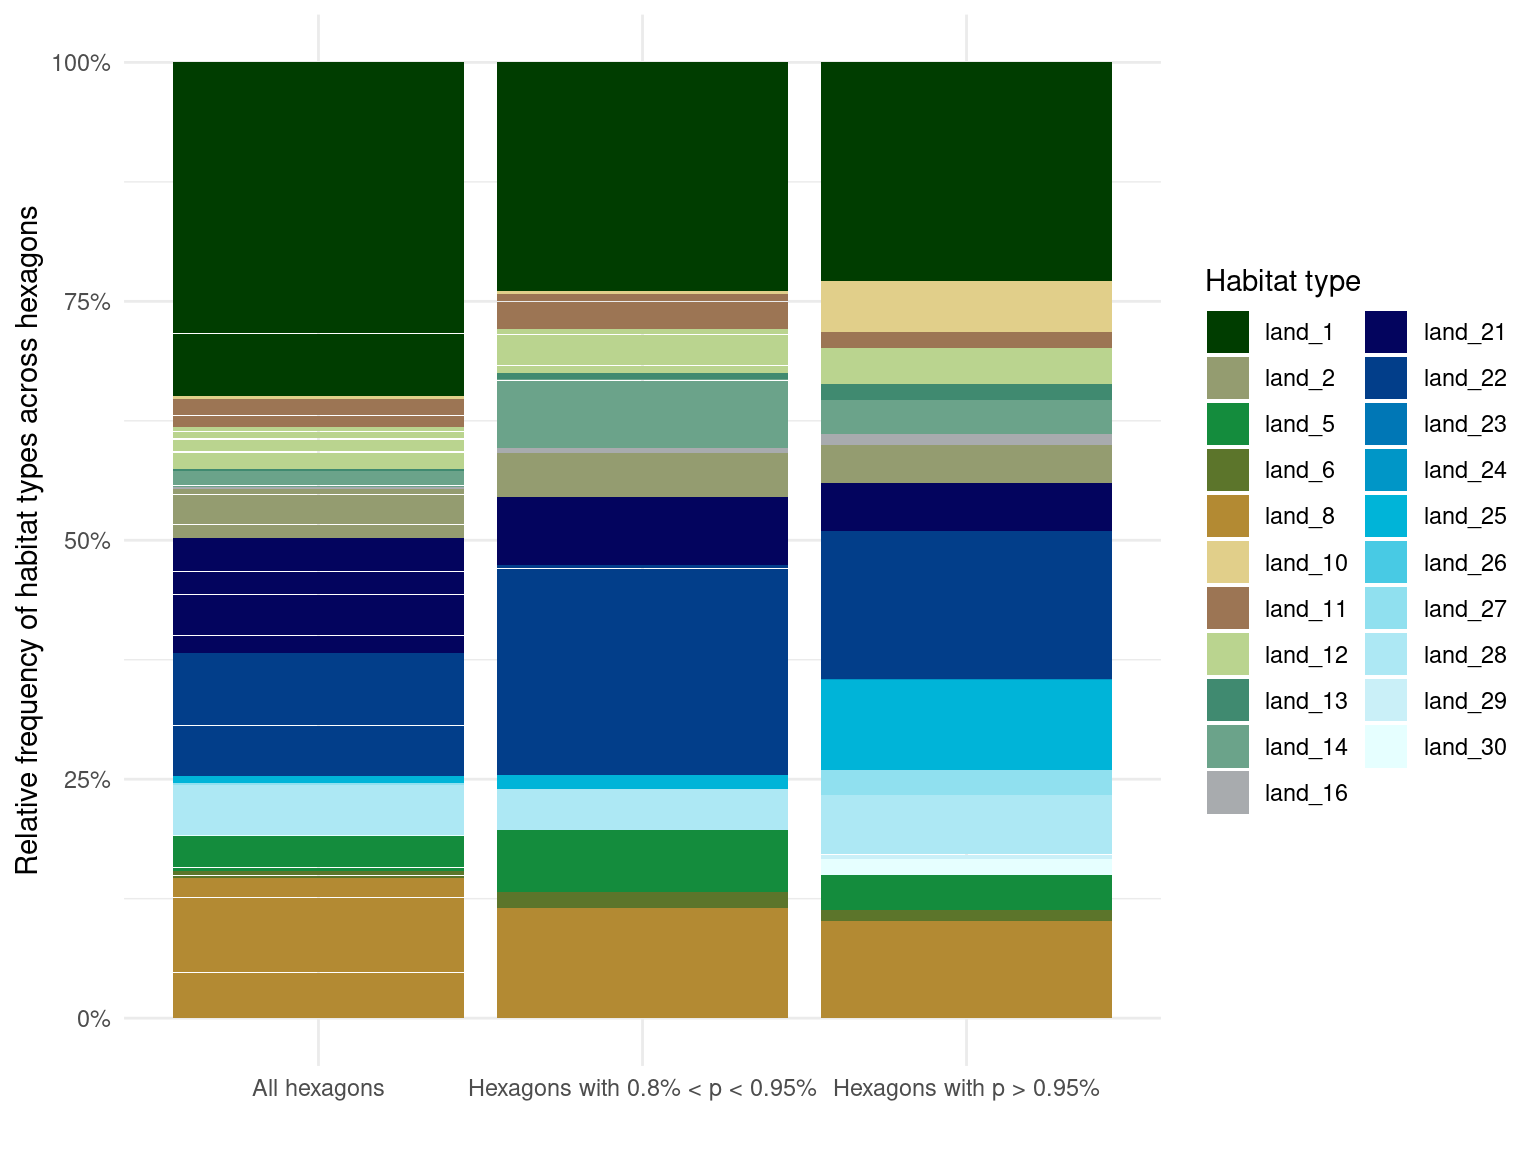 Relative frequency of habitat types across hexagons
100%
75%
50%
25%
0%
All hexagons
Hexagons with 0.8% < p < 0.95%
Hexagons with p > 0.95%
Habitat type
land_1
land_2
land_5
land_6
land_8
land_10
land_11
land_12
land_13
land_14
land_16
land_21
land_22
land_23
land_24
land_25
land_26
land_27
land_28
land_29
land_30